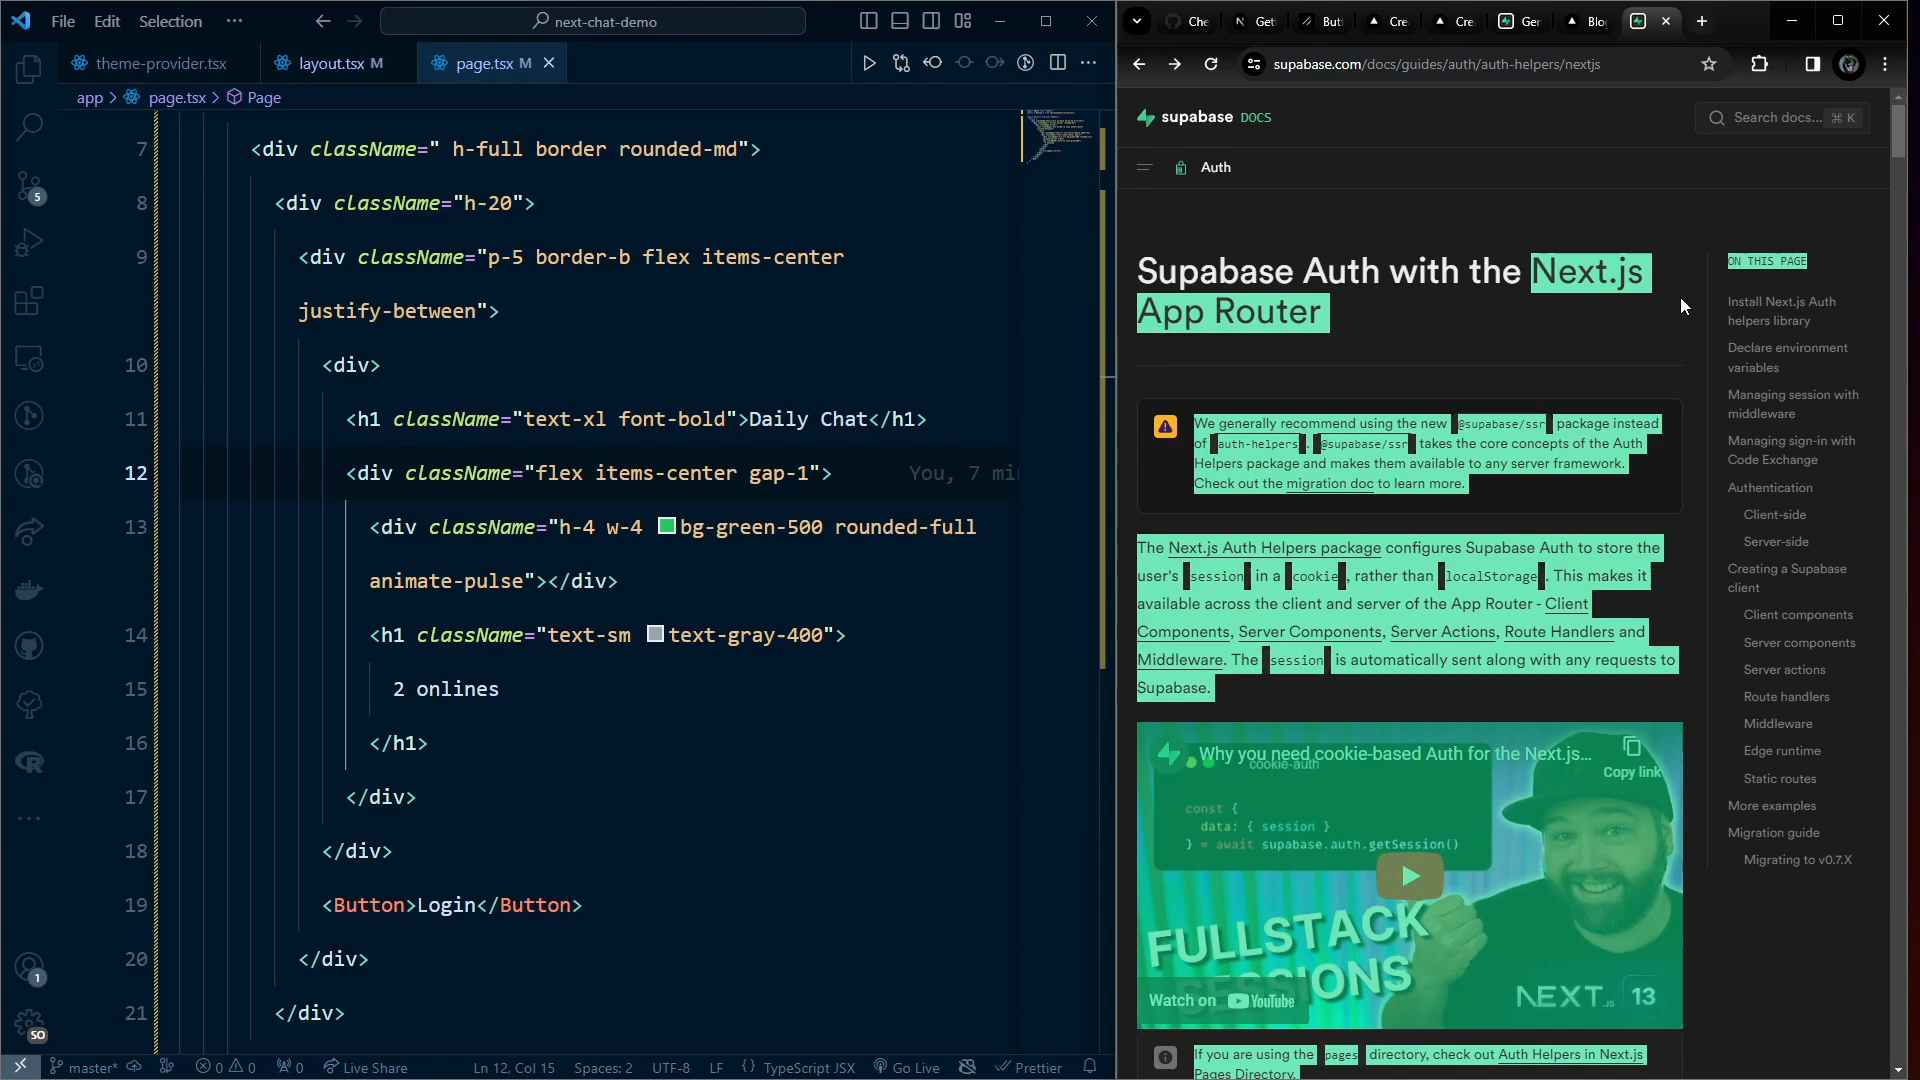 File Edit Selection ···
next-chat-demo
theme-provider.tsx
layout.tsx M
page.tsx M
app > page.tsx > Page
7 <div className=" h-full border rounded-md">
8 <div className="h-20">
9 <div className="p-5 border-b flex items-center
justify-between">
10 <div>
11 <h1 className="text-xl font-bold">Daily Chat</h1>
12 <div className="flex items-center gap-1"> You, 7 mi
13 <div className="h-4 w-4 bg-green-500 rounded-full
animate-pulse"></div>
14 <h1 className="text-sm text-gray-400">
15 2 onlines
16 </h1>
17 </div>
18 </div>
19 <Button>Login</Button>
20 </div>
21 </div>
5
1
SO
master* 0 0 0 Live Share Ln 12, Col 15 Spaces: 2 UTF-8 LF {} TypeScript JSX Go Live Prettier
Che Get But Cre Cre Ger Blo
supabase.com/docs/guides/auth/auth-helpers/nextjs
supabase DOCS
Search docs... ⌘ K
Auth
Supabase Auth with the Next.js
App Router
We generally recommend using the new @supabase/ssr package instead
of auth-helpers. @supabase/ssr takes the core concepts of the Auth
Helpers package and makes them available to any server framework.
Check out the migration doc to learn more.
The Next.js Auth Helpers package configures Supabase Auth to store the
user's session in a cookie, rather than localStorage. This makes it
available across the client and server of the App Router - Client
Components, Server Components, Server Actions, Route Handlers and
Middleware. The session is automatically sent along with any requests to
Supabase.
Why you need cookie-based Auth for the Next.js...
Copy link
cookie-auth
const {
data: { session }
} = await supabase.auth.getSession()
FULLSTACK
SESSIONS
Watch on YouTube
NEXT.JS 13
If you are using the pages directory, check out Auth Helpers in Next.js
Pages Directory.
ON THIS PAGE
Install Next.js Auth
helpers library
Declare environment
variables
Managing session with
middleware
Managing sign-in with
Code Exchange
Authentication
Client-side
Server-side
Creating a Supabase
client
Client components
Server components
Server actions
Route handlers
Middleware
Edge runtime
Static routes
More examples
Migration guide
Migrating to v0.7.X